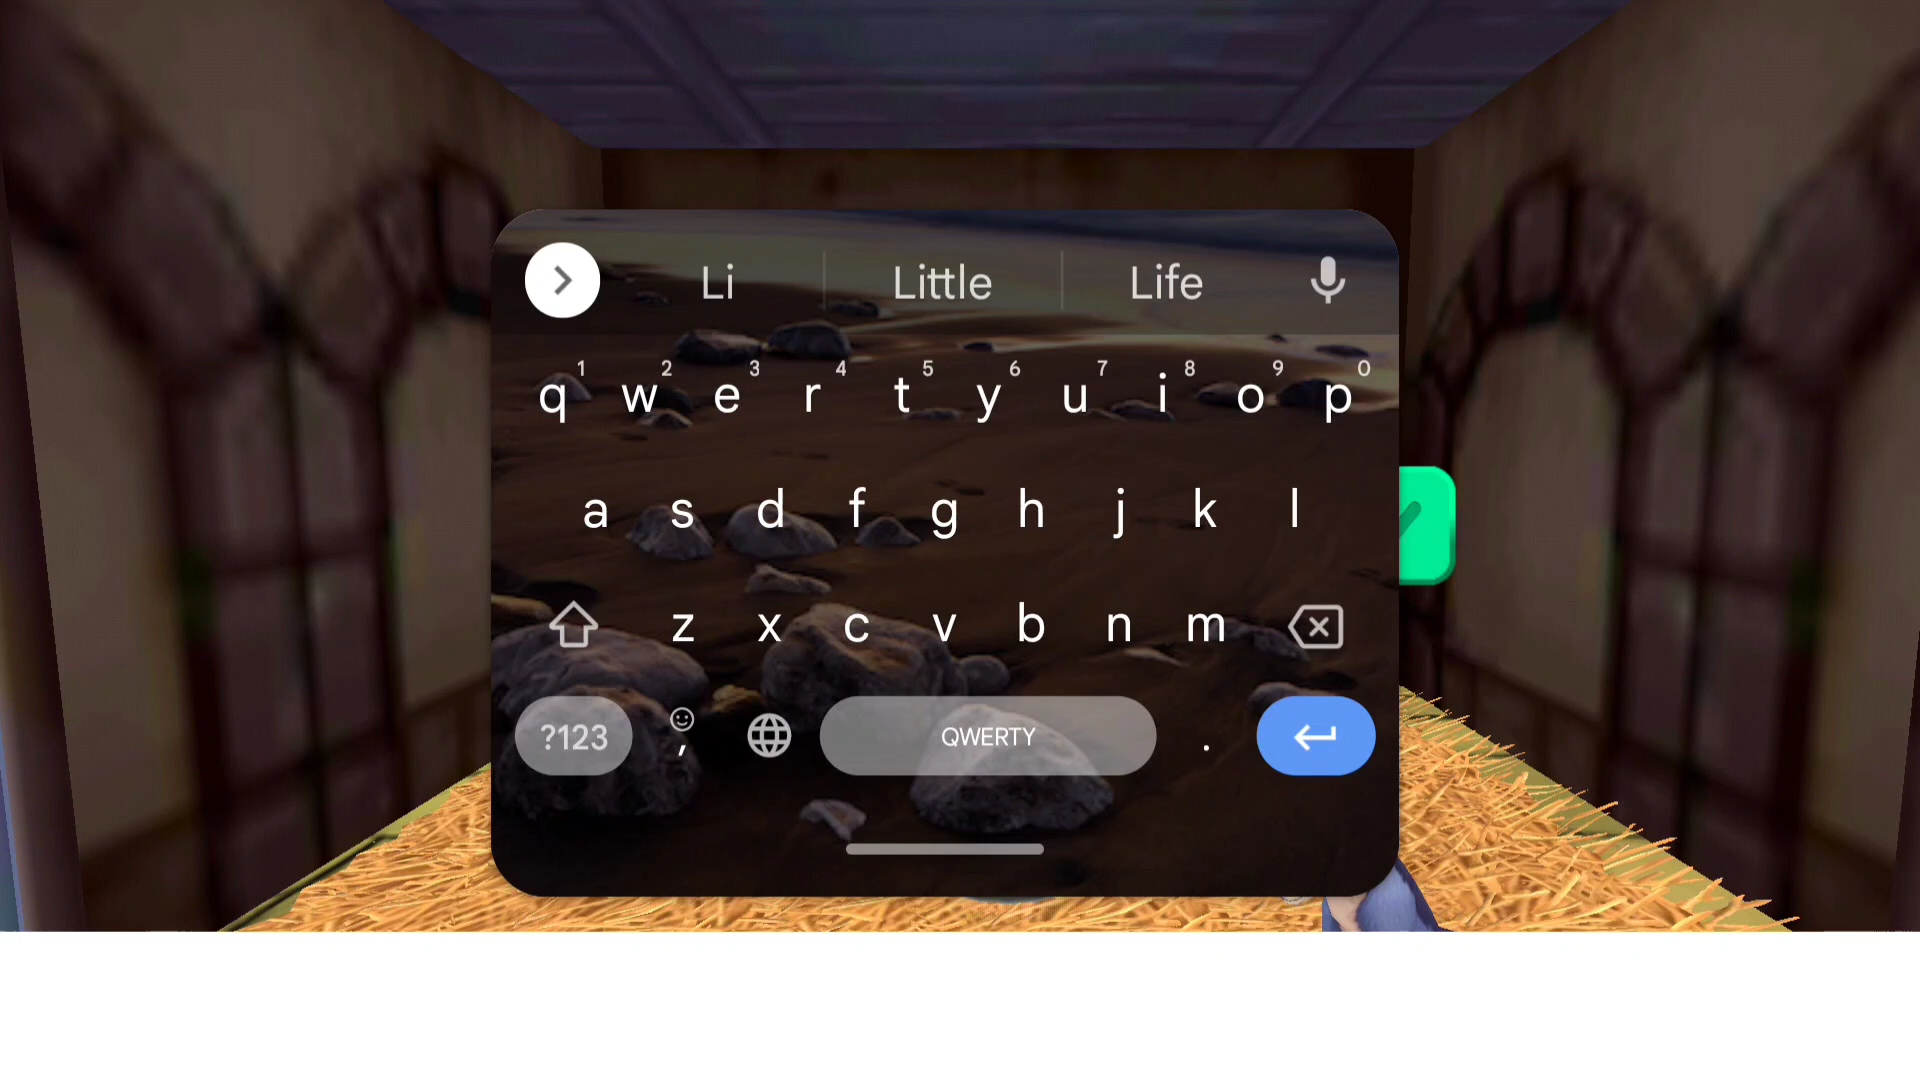 Li Little Life
q 1 w 2 e 3 r 4 t 5 y 6 u 7 i 8 o 9 p 0
a s d f g h j k l
z x c v b n m
?123 , QWERTY .